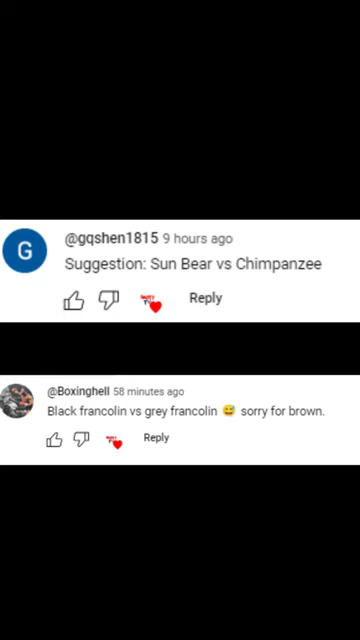 G
@gqshen1815 9 hours ago
Suggestion: Sun Bear vs Chimpanzee
Reply
@Boxinghell 58 minutes ago
Black francolin vs grey francolin 😅 sorry for brown.
Reply